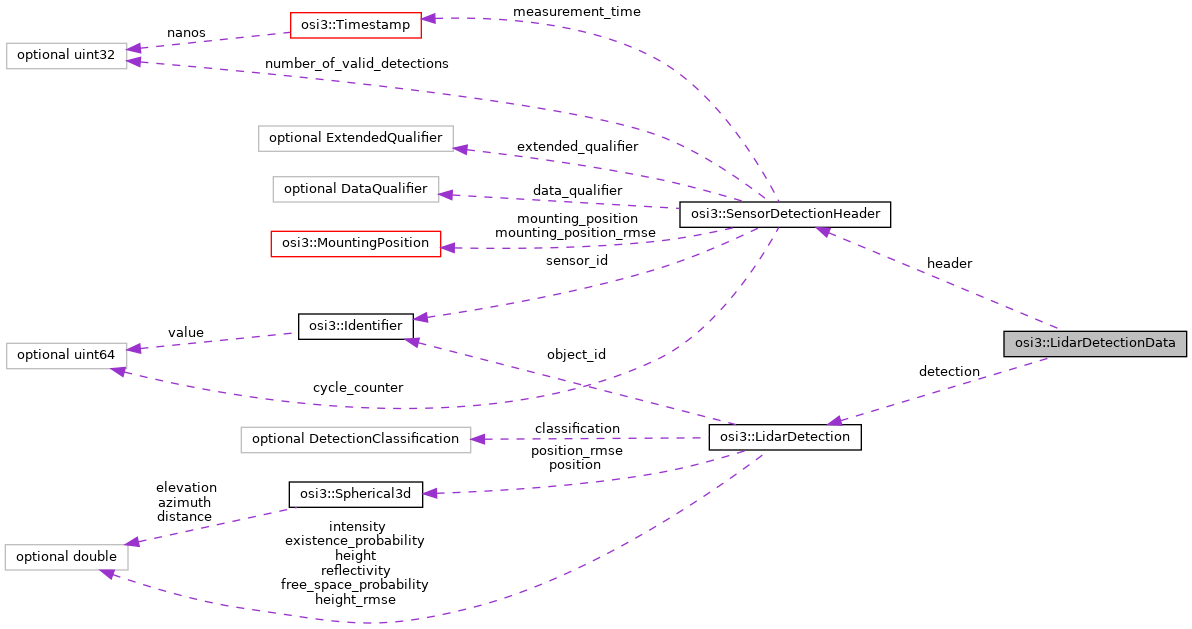 measurement_time
osi3::Timestamp
nanos
optional uint32
number_of_valid_detections
optional ExtendedQualifier
extended_qualifier
optional DataQualifier
data_qualifier
osi3::SensorDetectionHeader
mounting_position
mounting_position_rmse
osi3::MountingPosition
sensor_id
header
osi3::Identifier
value
optional uint64
osi3::LidarDetectionData
object_id
detection
cycle_counter
classification
optional DetectionClassification
osi3::LidarDetection
position_rmse
position
osi3::Spherical3d
elevation
azimuth
distance
optional double
intensity
existence_probability
height
reflectivity
free_space_probability
height_rmse